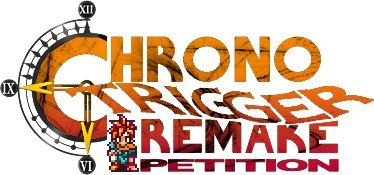 XII
CHRONO
IX
TRIGGER
REMAKE
VI
PETITION